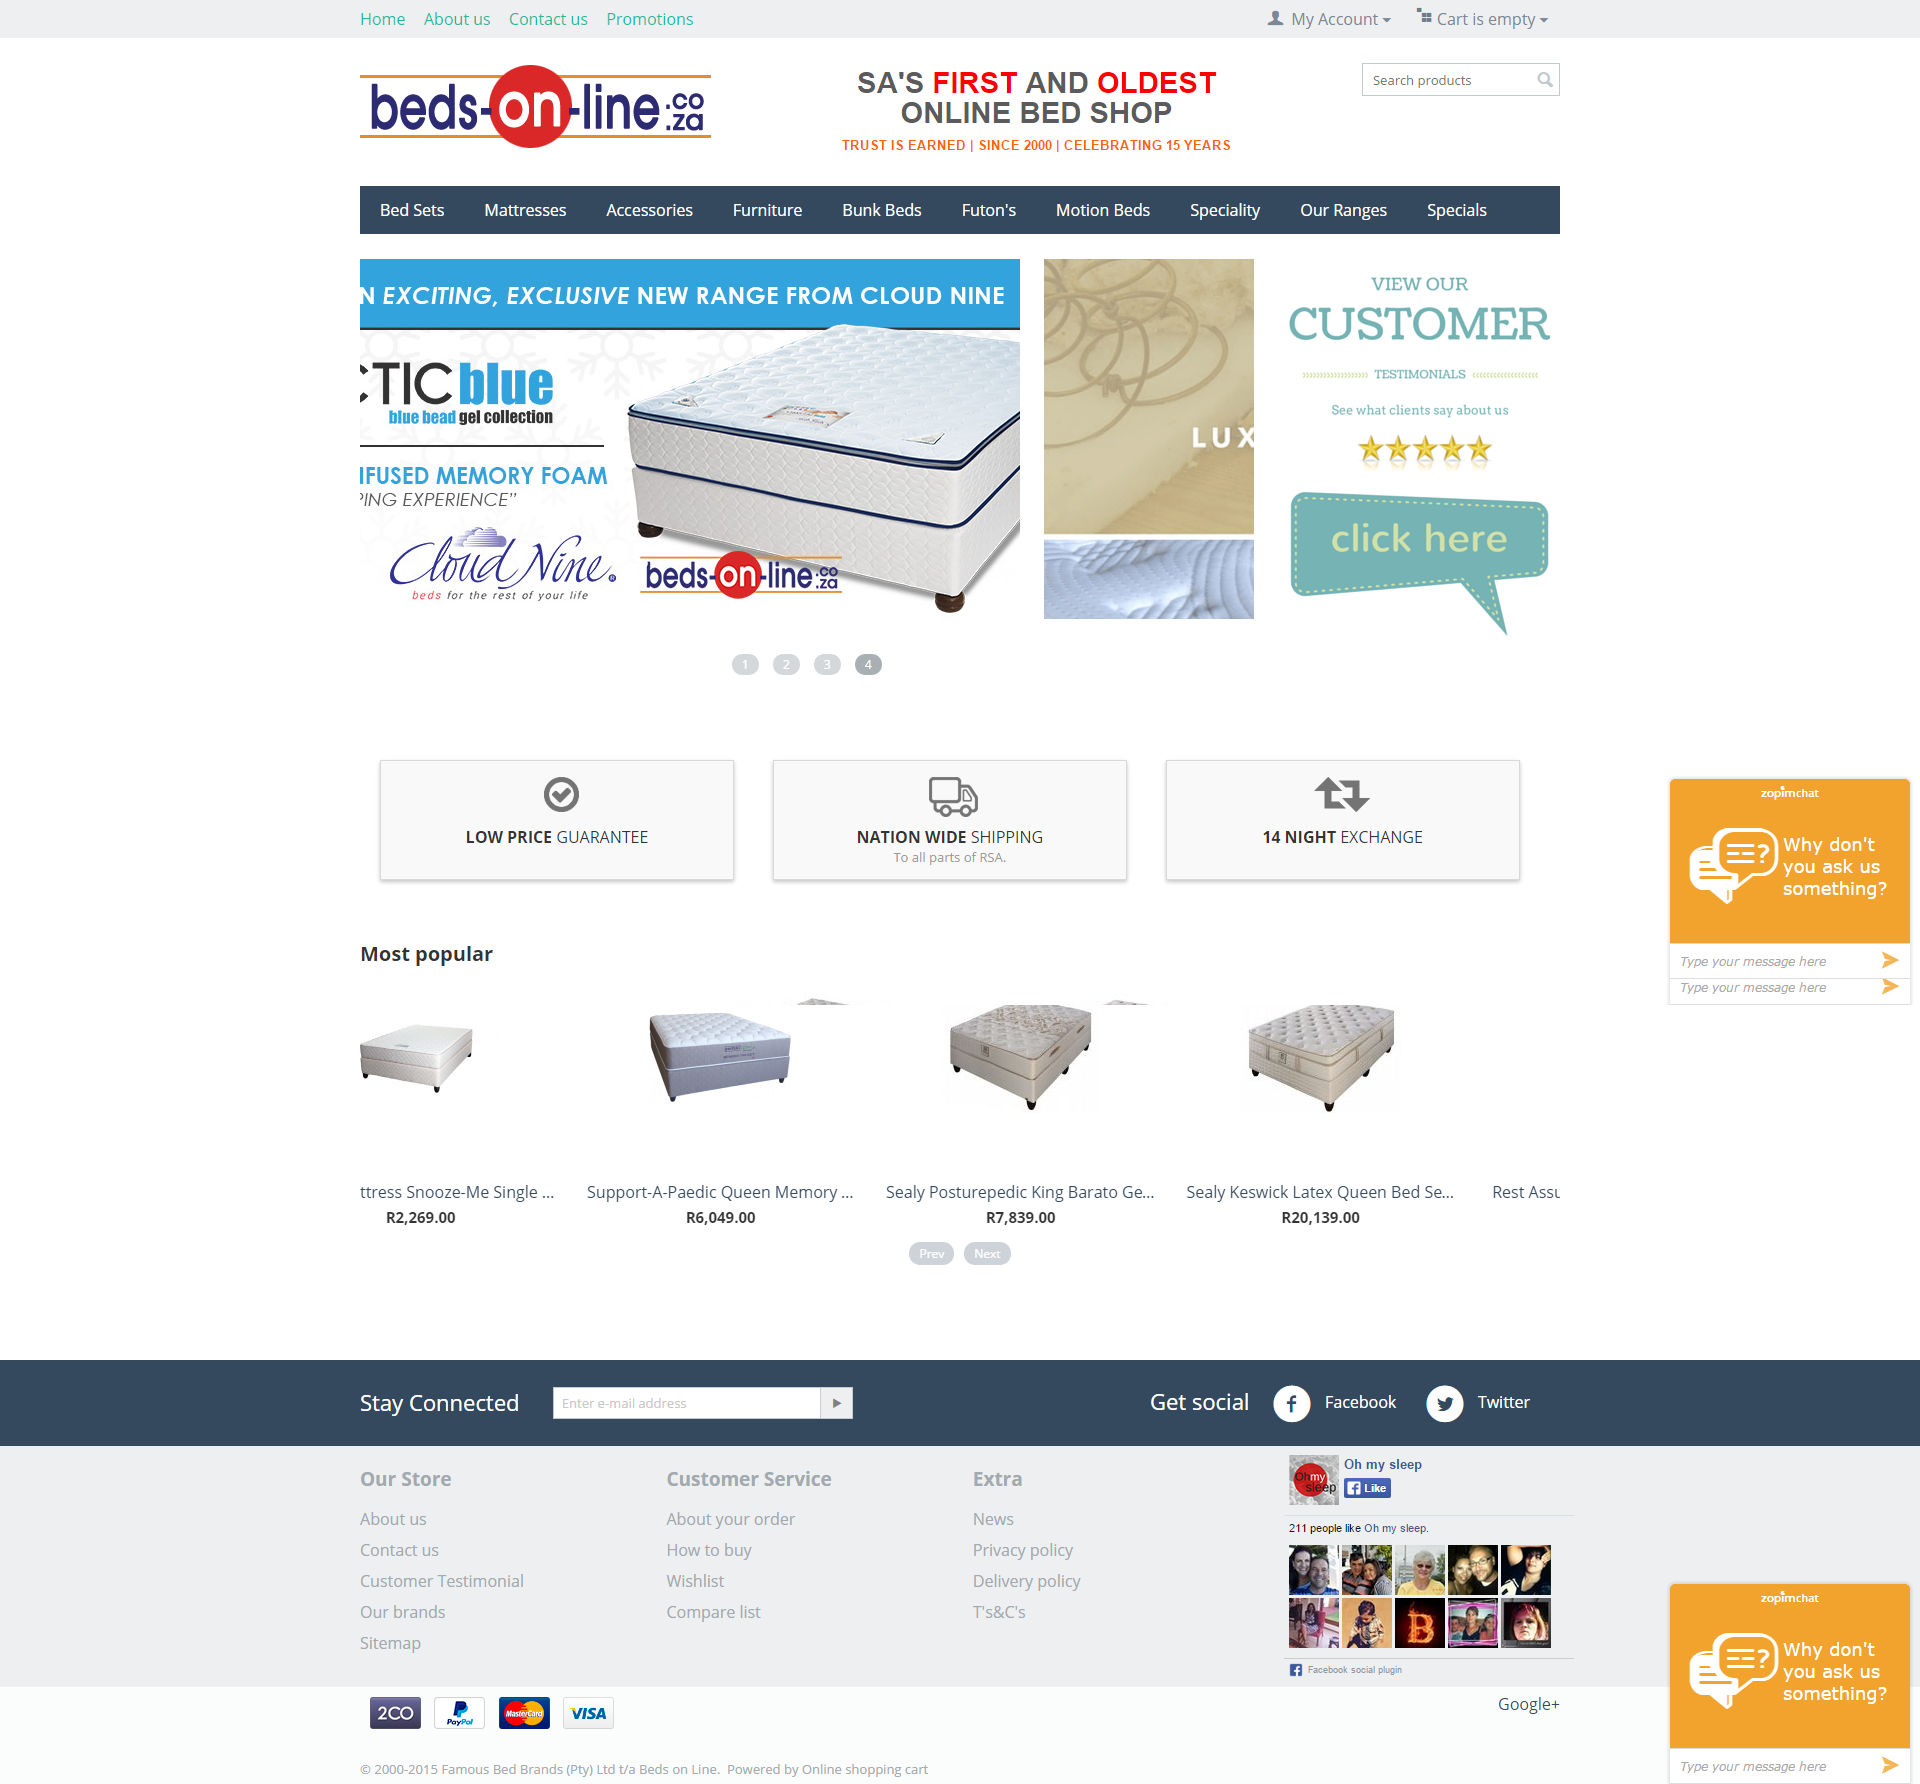 Home About us Contact us Promotions
My Account Cart is empty
beds-on-line.co.za
SA'S FIRST AND OLDEST
ONLINE BED SHOP
TRUST IS EARNED | SINCE 2000 | CELEBRATING 15 YEARS
Search products
Bed Sets Mattresses Accessories Furniture Bunk Beds Futon's Motion Beds Speciality Our Ranges Specials
N EXCITING, EXCLUSIVE NEW RANGE FROM CLOUD NINE
CTIC blue
blue bead gel collection
NFUSED MEMORY FOAM
PING EXPERIENCE”
Cloud Nine®
beds for the rest of your life
beds-on-line.co.za
LUX
VIEW OUR
CUSTOMER
TESTIMONIALS
See what clients say about us
click here
1 2 3 4
LOW PRICE GUARANTEE
NATION WIDE SHIPPING
To all parts of RSA.
14 NIGHT EXCHANGE
zopimchat
Why don't
you ask us
something?
Type your message here
Type your message here
Most popular
ttress Snooze-Me Single ...
R2,269.00
Support-A-Paedic Queen Memory ...
R6,049.00
Sealy Posturepedic King Barato Ge...
R7,839.00
Sealy Keswick Latex Queen Bed Se...
R20,139.00
Rest Assu
Prev Next
Stay Connected
Enter e-mail address
Get social
Facebook
Twitter
Our Store
About us
Contact us
Customer Testimonial
Our brands
Sitemap
Customer Service
About your order
How to buy
Wishlist
Compare list
Extra
News
Privacy policy
Delivery policy
T's&C's
Oh my sleep
Oh my sleep
Like
211 people like Oh my sleep.
B
Facebook social plugin
zopimchat
Why don't
you ask us
something?
Type your message here
2CO PayPal MasterCard VISA
Google+
© 2000-2015 Famous Bed Brands (Pty) Ltd t/a Beds on Line. Powered by Online shopping cart